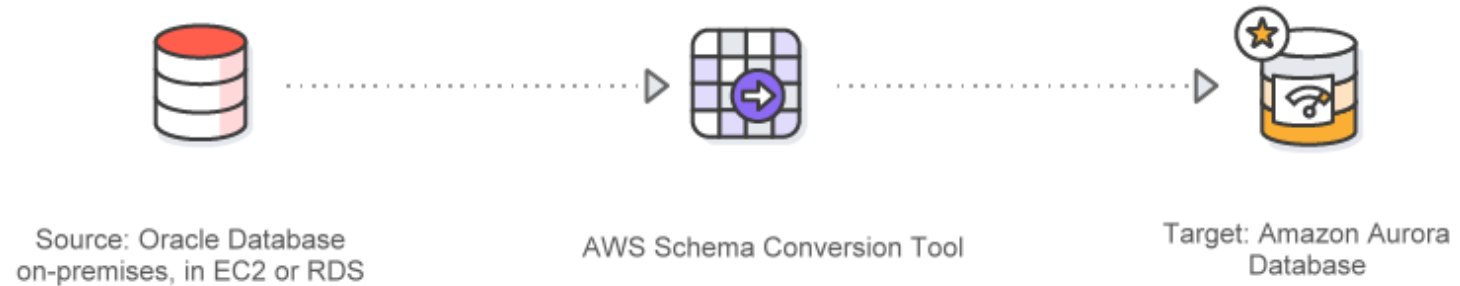 Source: Oracle Database
on-premises, in EC2 or RDS
AWS Schema Conversion Tool
Target: Amazon Aurora
Database